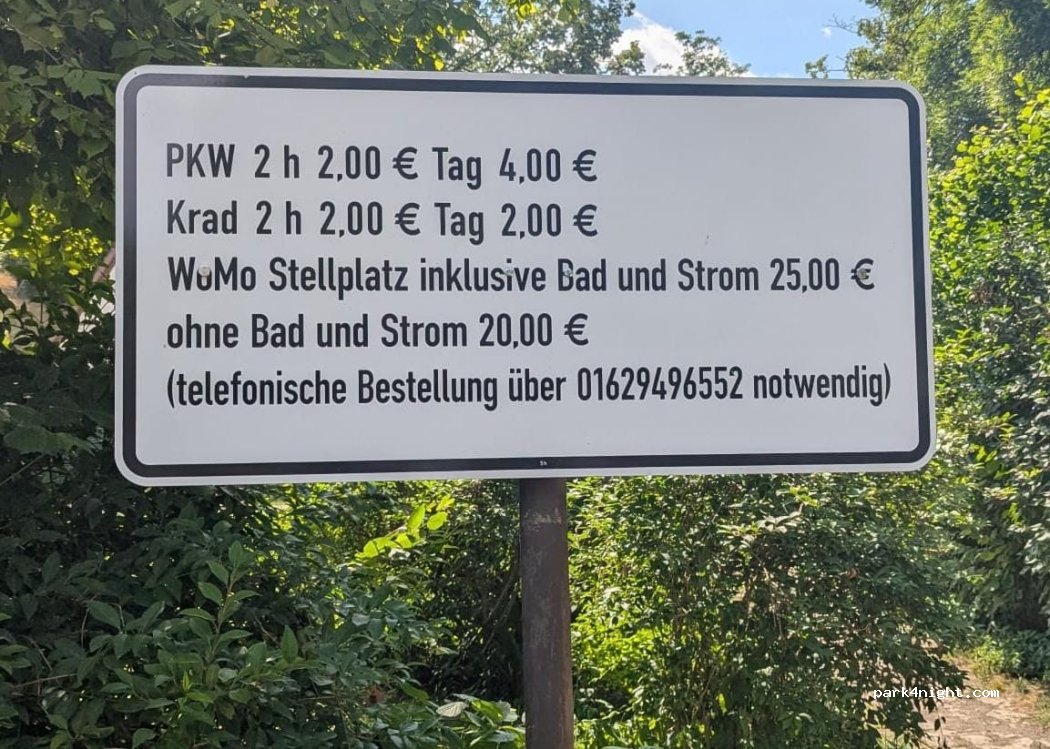 PKW 2 h 2,00 € Tag 4,00 €
Krad 2 h 2,00 € Tag 2,00 €
WoMo Stellplatz inklusive Bad und Strom 25,00 €
ohne Bad und Strom 20,00 €
(telefonische Bestellung über 01629496552 notwendig)
park4night.com